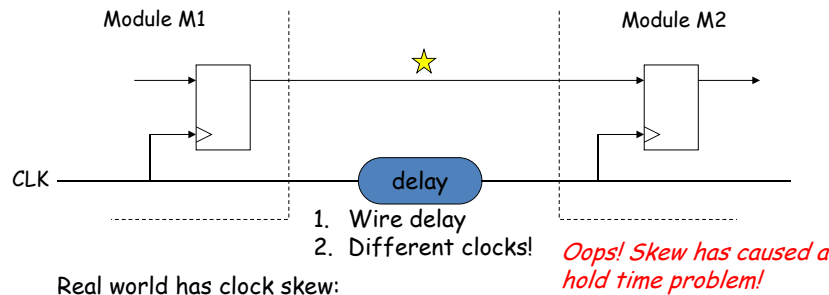 Module M1
Module M2
CLK
delay
1. Wire delay
2. Different clocks!
Oops! Skew has caused a
hold time problem!
Real world has clock skew: